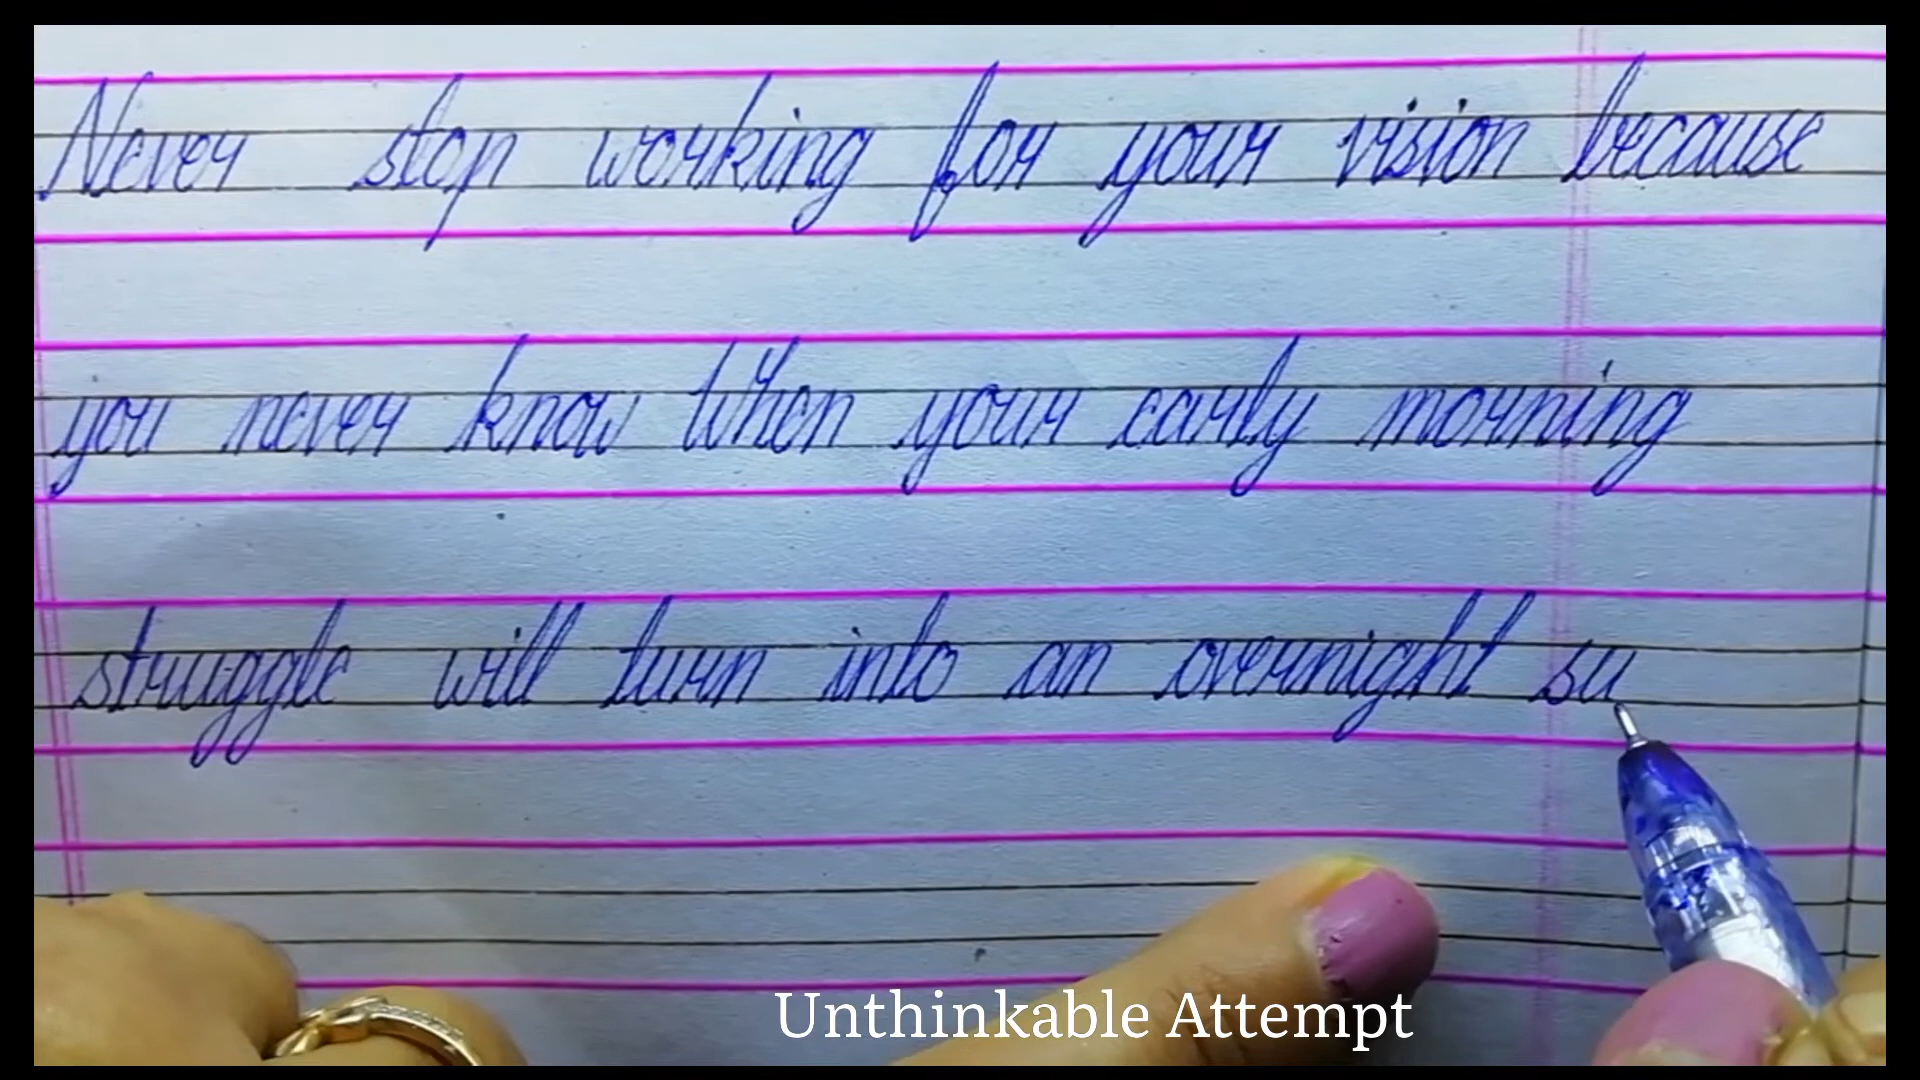 Never stop working for your vision because
you never know When your early morning
struggle will turn into an overnight su
Unthinkable Attempt